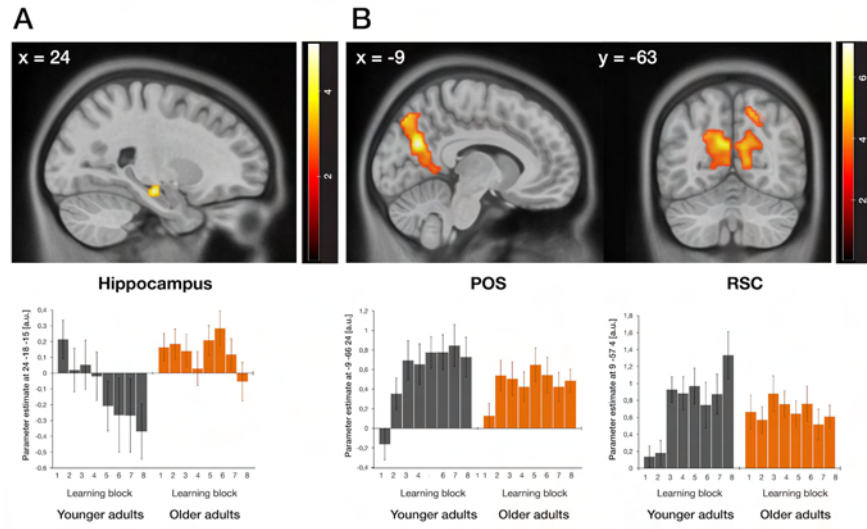 A
B
x = 24
x = -9
y = -63
4
2
6
4
2
Hippocampus
POS
RSC
Parameter estimate at 24 -18 -15 [a.u.]
0,4
0,3
0,2
0,1
0
-0,1
-0,2
-0,3
-0,4
-0,5
-0,6
1 2 3 4 5 6 7 8 1 2 3 4 5 6 7 8
Learning block Learning block
Younger adults Older adults
Parameter estimate at -9 -66 24 [a.u.]
1,2
1
0,8
0,6
0,4
0,2
0
-0,2
-0,4
1 2 3 4 6 7 8 1 2 3 4 5 6 7 8
Learning block Learning block
Younger adults Older adults
Parameter estimate at 9 -57 4 [a.u.]
1,8
1,6
1,4
1,2
1
0,8
0,6
0,4
0,2
0
1 2 3 4 5 6 7 8 1 2 3 4 5 6 7 8
Learning block Learning block
Younger adults Older adults